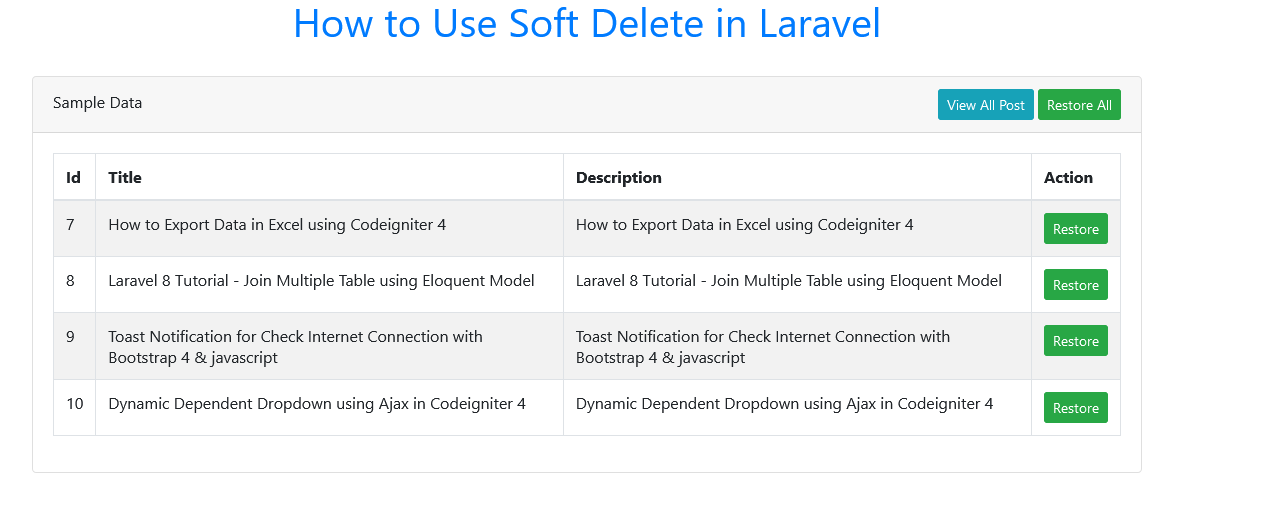 How to Use Soft Delete in Laravel
Sample Data View All Post Restore All
Id Title Description Action
7 How to Export Data in Excel using Codeigniter 4 How to Export Data in Excel using Codeigniter 4 Restore
8 Laravel 8 Tutorial - Join Multiple Table using Eloquent Model Laravel 8 Tutorial - Join Multiple Table using Eloquent Model Restore
9 Toast Notification for Check Internet Connection with Toast Notification for Check Internet Connection with Restore
Bootstrap 4 & javascript Bootstrap 4 & javascript
10 Dynamic Dependent Dropdown using Ajax in Codeigniter 4 Dynamic Dependent Dropdown using Ajax in Codeigniter 4 Restore